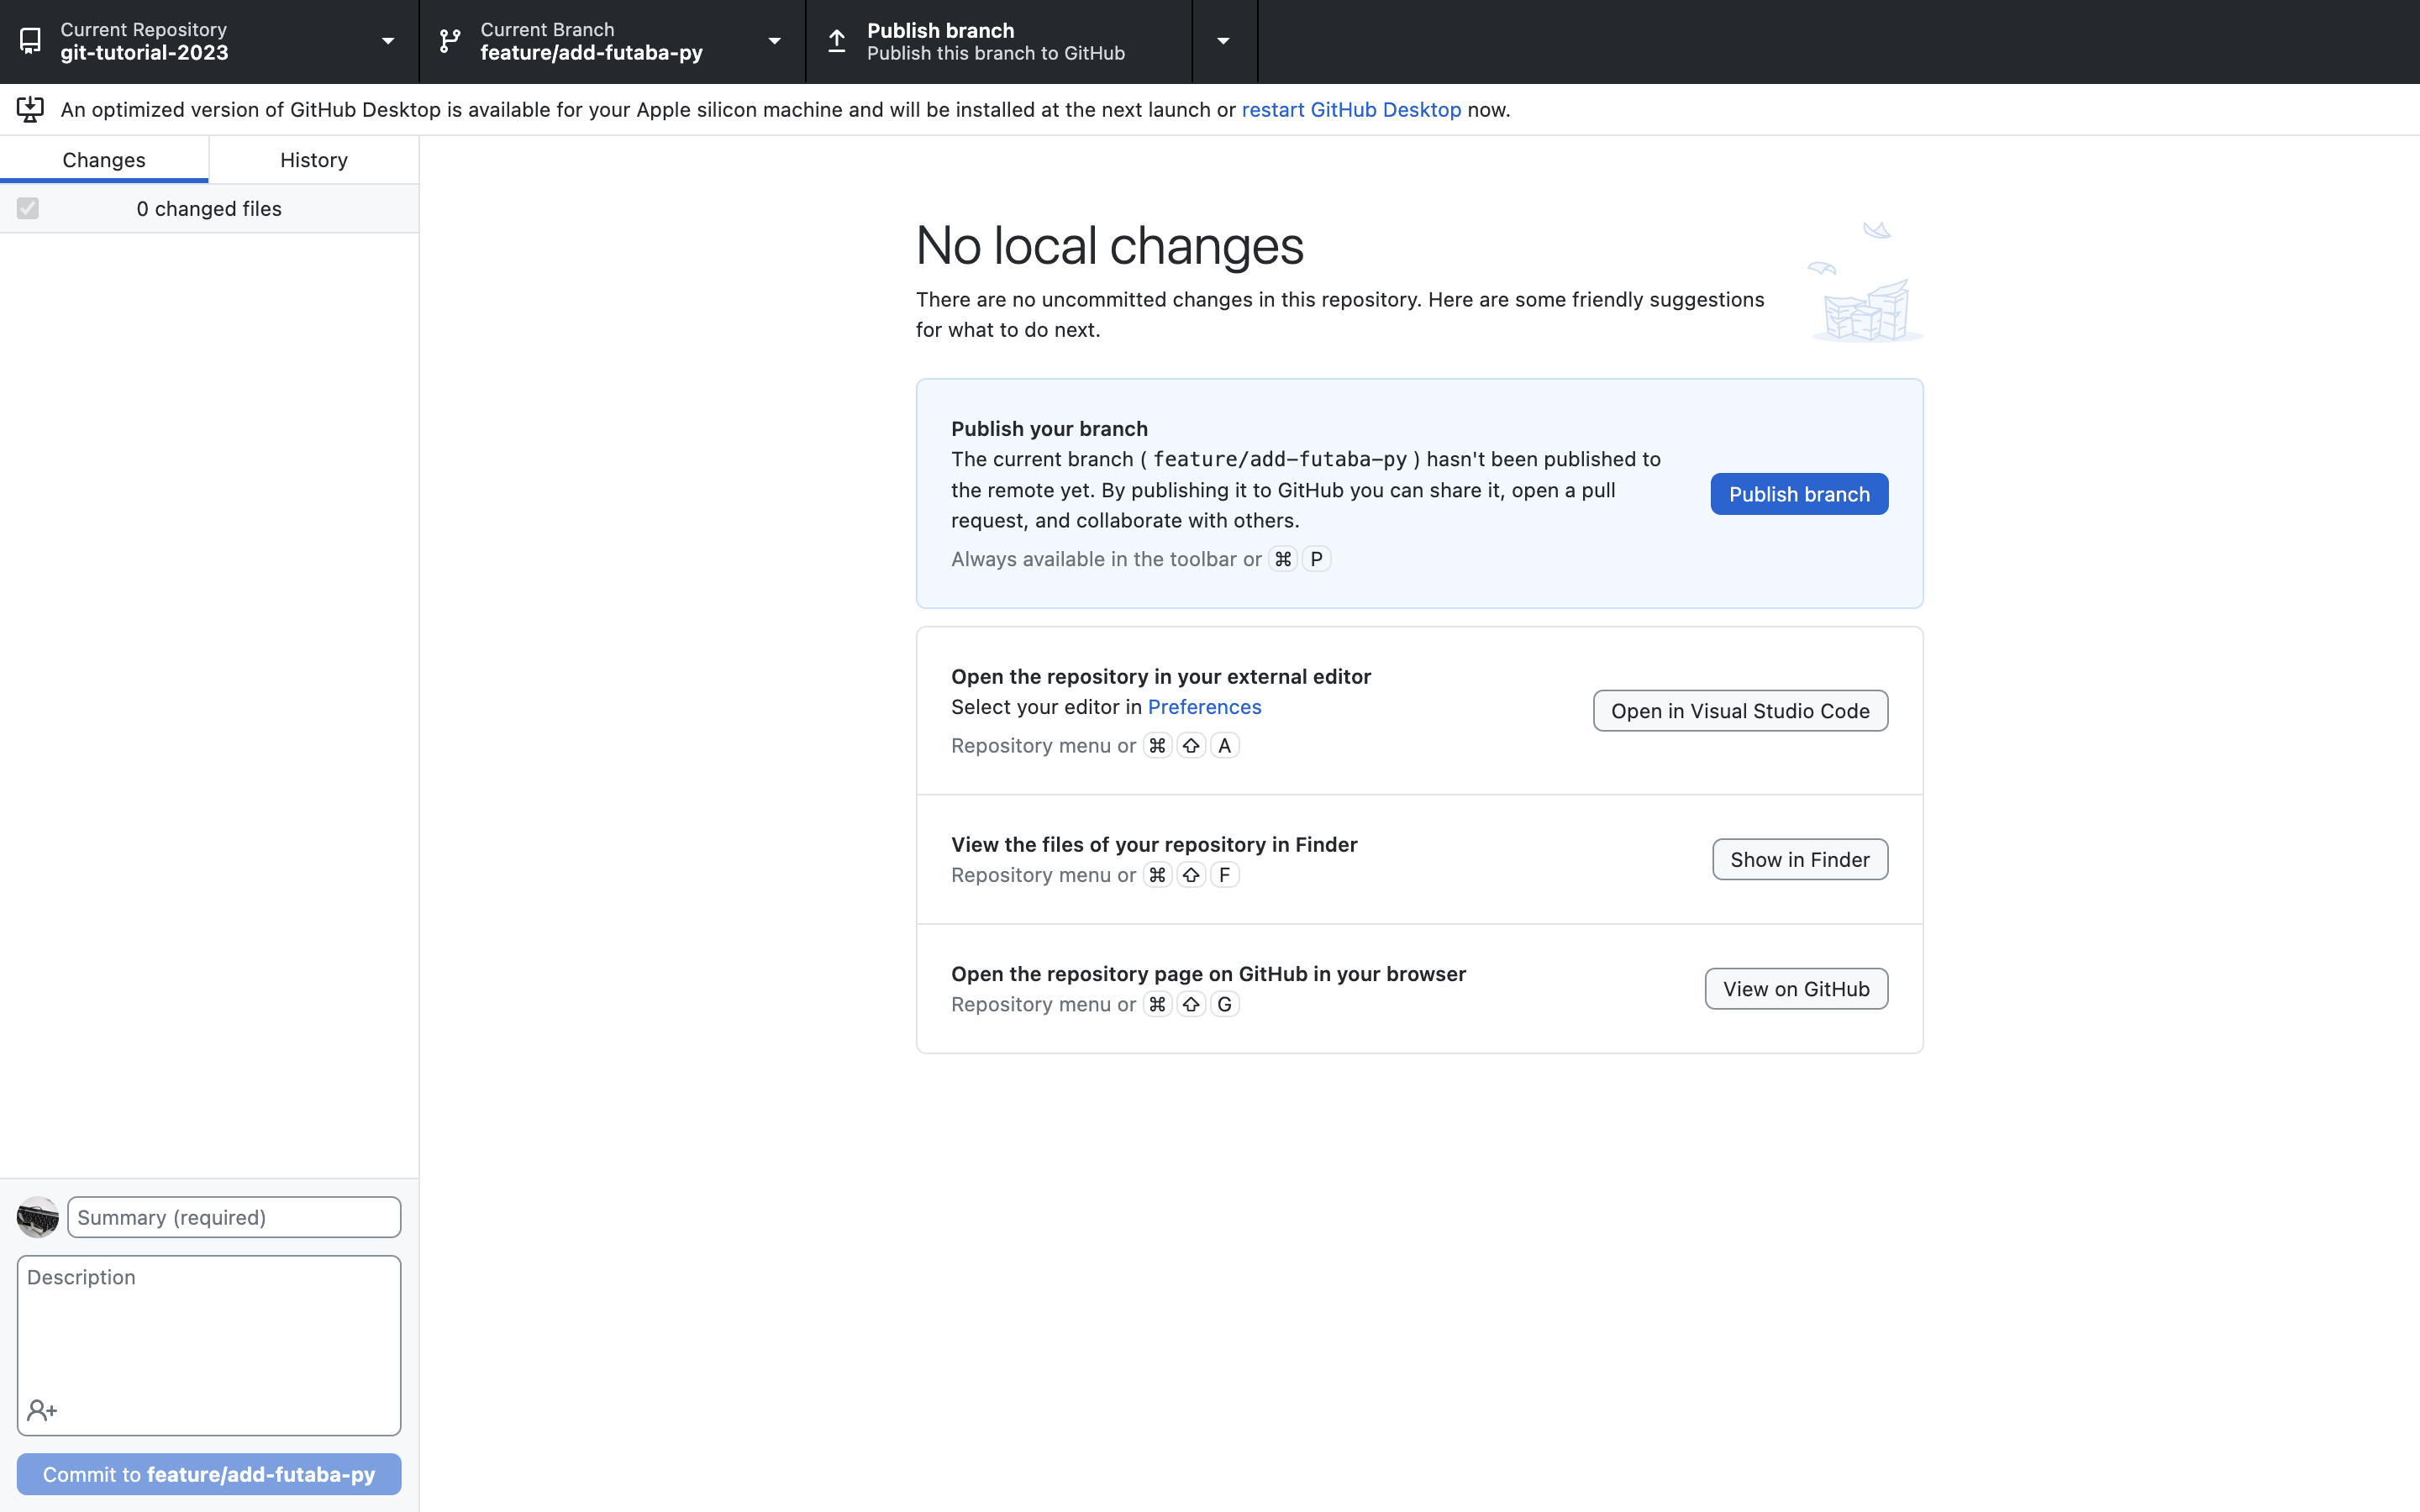 Current Repository
git-tutorial-2023
Current Branch
feature/add-futaba-py
Publish branch
Publish this branch to GitHub
An optimized version of GitHub Desktop is available for your Apple silicon machine and will be installed at the next launch or restart GitHub Desktop now.
Changes
History
0 changed files
No local changes
There are no uncommitted changes in this repository. Here are some friendly suggestions
for what to do next.
Publish your branch
The current branch ( feature/add-futaba-py ) hasn't been published to
the remote yet. By publishing it to GitHub you can share it, open a pull
request, and collaborate with others.
Always available in the toolbar or ⌘ P
Publish branch
Open the repository in your external editor
Select your editor in Preferences
Repository menu or ⌘ ⇧ A
Open in Visual Studio Code
View the files of your repository in Finder
Repository menu or ⌘ ⇧ F
Show in Finder
Open the repository page on GitHub in your browser
Repository menu or ⌘ ⇧ G
View on GitHub
Summary (required)
Description
Commit to feature/add-futaba-py